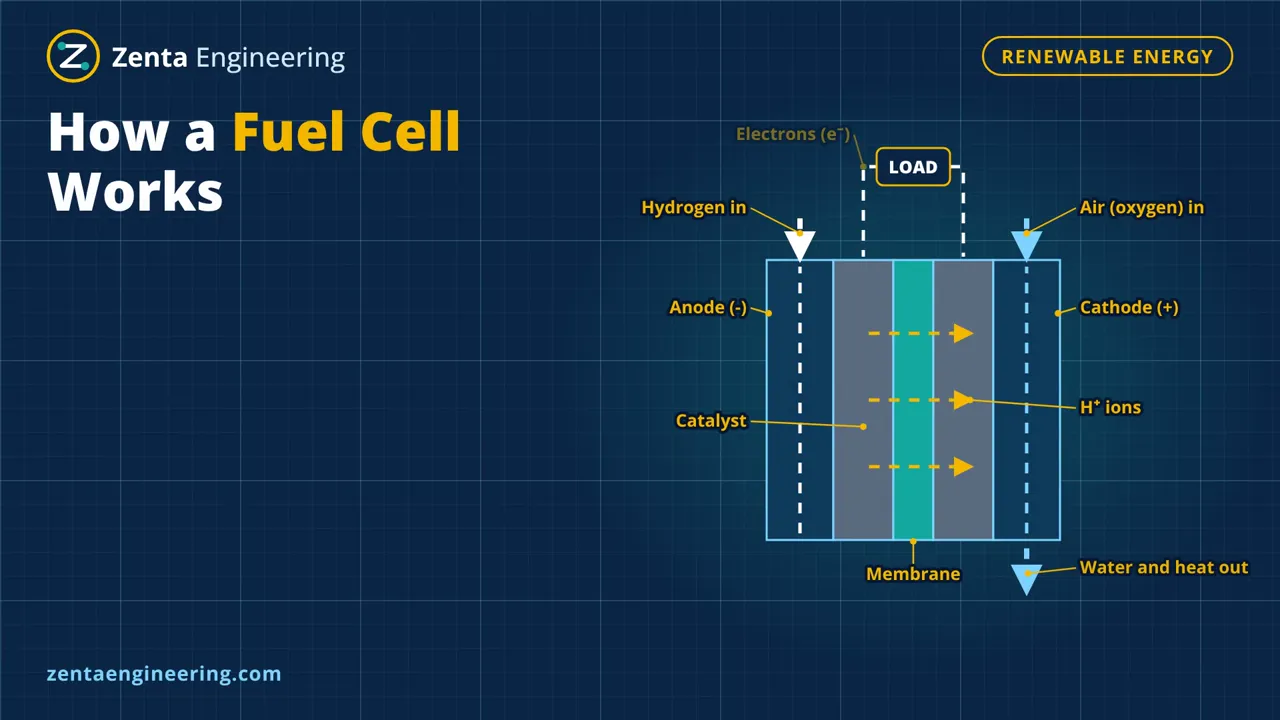 Zenta Engineering
RENEWABLE ENERGY
How a Fuel Cell
Works
Electrons (e⁻)
LOAD
Hydrogen in
Air (oxygen) in
Anode (-)
Cathode (+)
H⁺ ions
Catalyst
Membrane
Water and heat out
zentaengineering.com